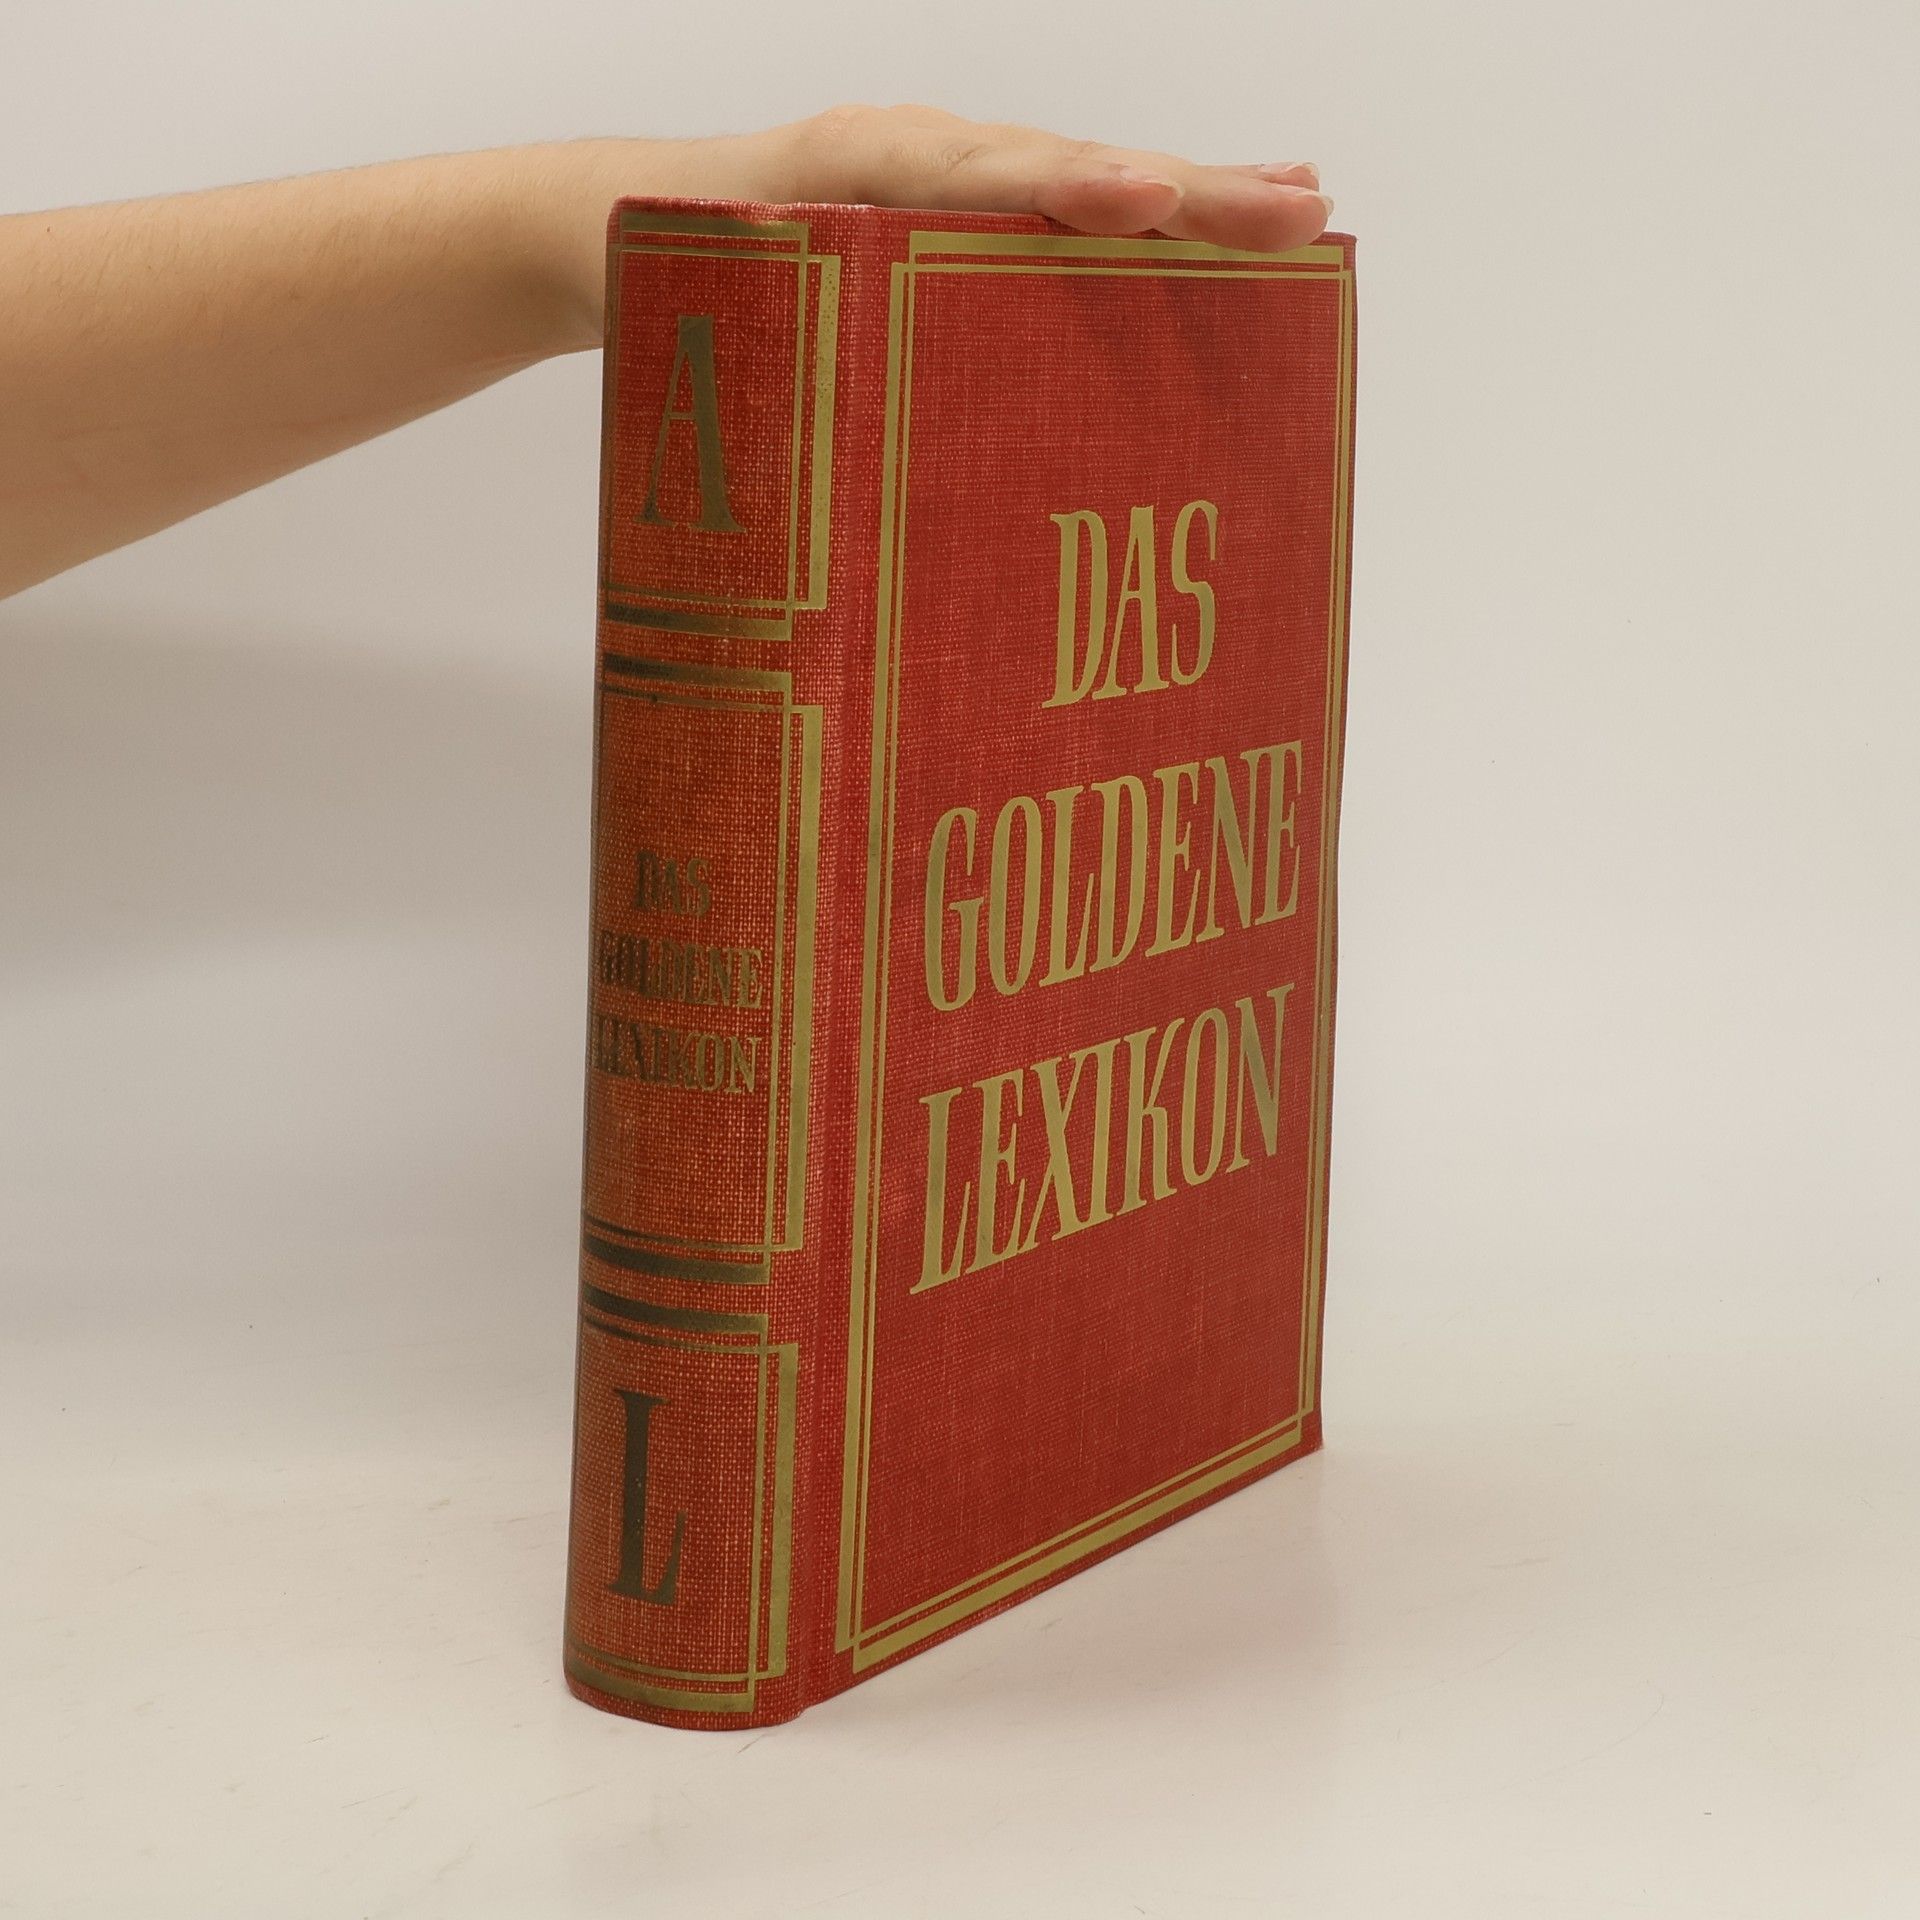 A
DAS
GOLDENE
LEXIKON
L
DAS
GOLDENE
LEXIKON